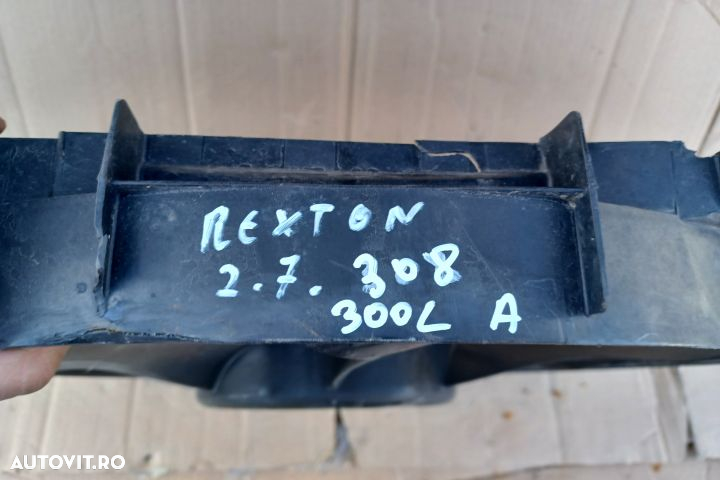 REXTON
2.7. 308
300L A
AUTOVIT.RO